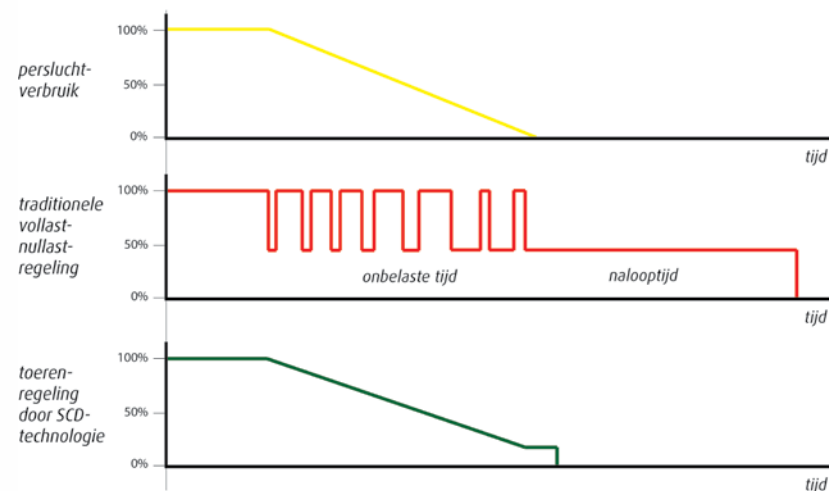 100%
perslucht-
verbruik
50%
0%
tijd
100%
traditionele
vollast-
nullast-
regeling
50%
onbelaste tijd
nalooptijd
0%
tijd
100%
toeren-
regeling
door SCD-
technologie
50%
0%
tijd